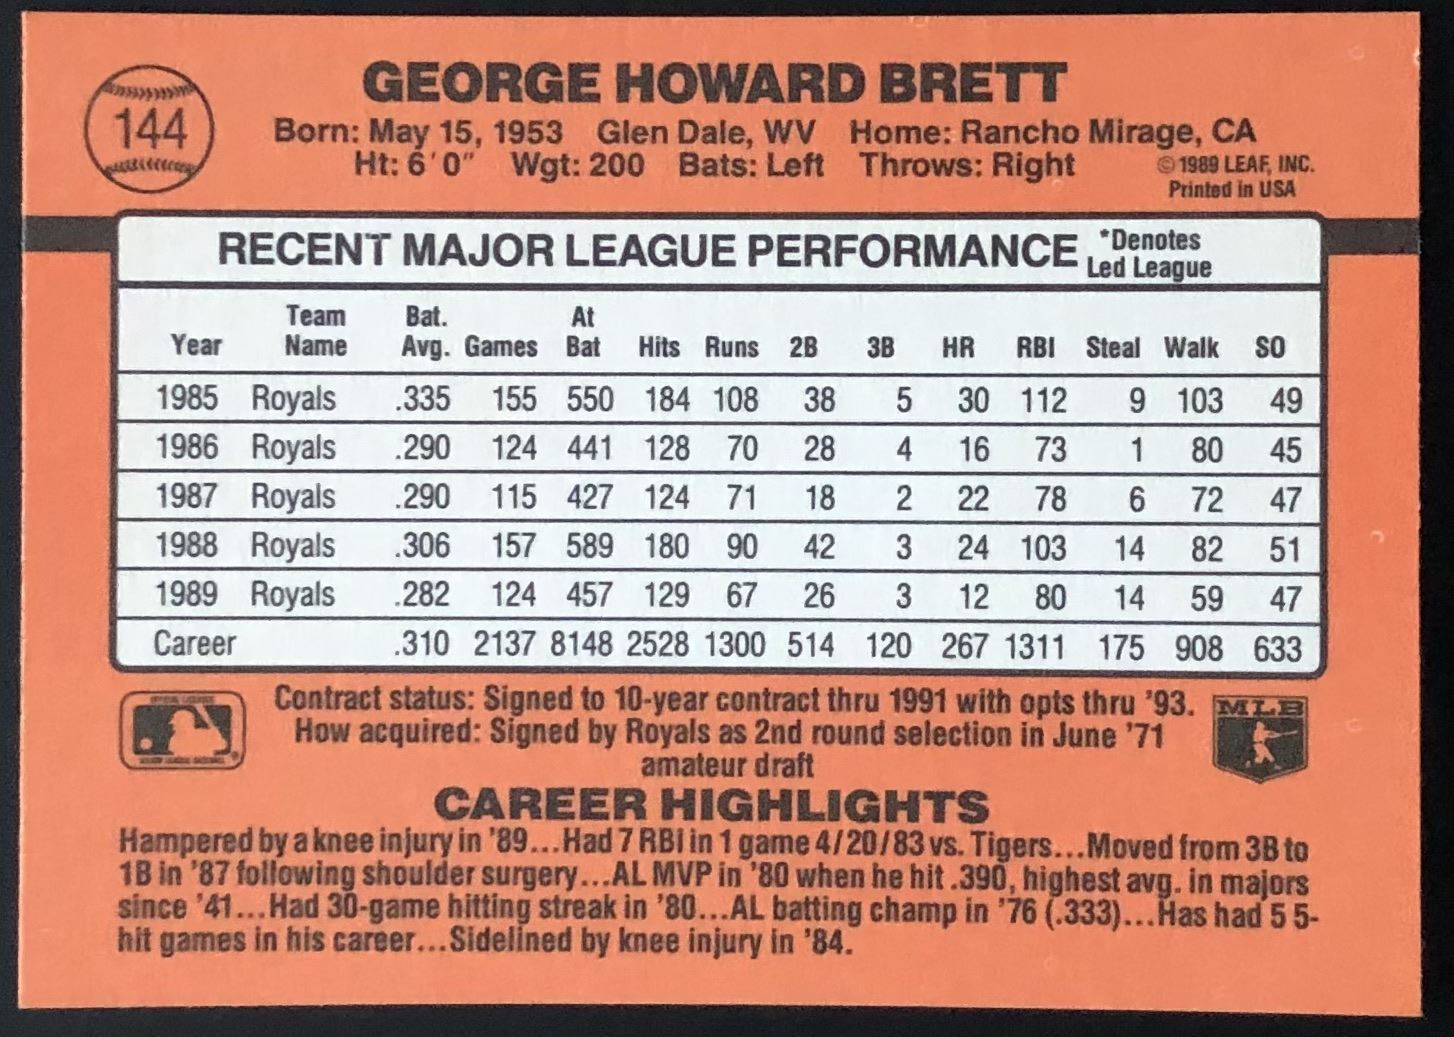 144
GEORGE HOWARD BRETT
Born: May 15, 1953 Glen Dale, WV Home: Rancho Mirage, CA
Ht: 6'0" Wgt: 200 Bats: Left Throws: Right
©1989 LEAF, INC.
Printed in USA
RECENT MAJOR LEAGUE PERFORMANCE *Denotes
Led League
Year Team Name Bat. Avg. Games At Bat Hits Runs 2B 3B HR RBI Steal Walk SO
1985 Royals .335 155 550 184 108 38 5 30 112 9 103 49
1986 Royals .290 124 441 128 70 28 4 16 73 1 80 45
1987 Royals .290 115 427 124 71 18 2 22 78 6 72 47
1988 Royals .306 157 589 180 90 42 3 24 103 14 82 51
1989 Royals .282 124 457 129 67 26 3 12 80 14 59 47
Career .310 2137 8148 2528 1300 514 120 267 1311 175 908 633
Contract status: Signed to 10-year contract thru 1991 with opts thru '93.
How acquired: Signed by Royals as 2nd round selection in June '71
amateur draft
MLB
CAREER HIGHLIGHTS
Hampered by a knee injury in '89...Had 7 RBI in 1 game 4/20/83 vs. Tigers...Moved from 3B to
1B in '87 following shoulder surgery...AL MVP in '80 when he hit .390, highest avg. in majors
since '41...Had 30-game hitting streak in '80...AL batting champ in '76 (.333)...Has had 5 5-
hit games in his career...Sidelined by knee injury in '84.